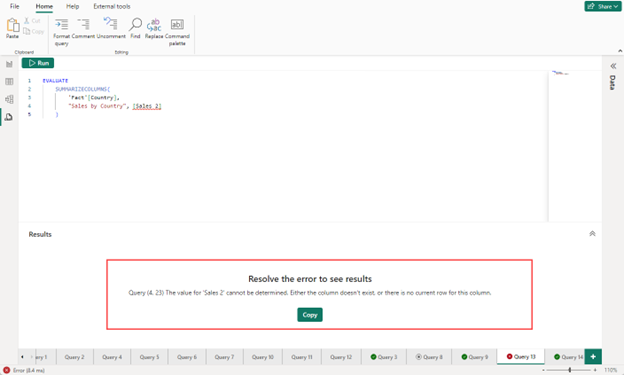 File Home Help External tools Share
Paste
Cut
Copy
Format query
Comment
Uncomment
Find
Replace
Command palette
Clipboard
Editing
Run
Data
1 EVALUATE
2 SUMMARIZECOLUMNS(
3 'Fact'[Country],
4 "Sales by Country", [Sales 2]
5 )
Results
Resolve the error to see results
Query (4, 23) The value for 'Sales 2' cannot be determined. Either the column doesn't exist, or there is no current row for this column.
Copy
ery 1 Query 2 Query 4 Query 5 Query 6 Query 7 Query 10 Query 11 Query 12 Query 3 Query 8 Query 9 Query 13 Query 14 +
Error (8.4 ms) - + 110%